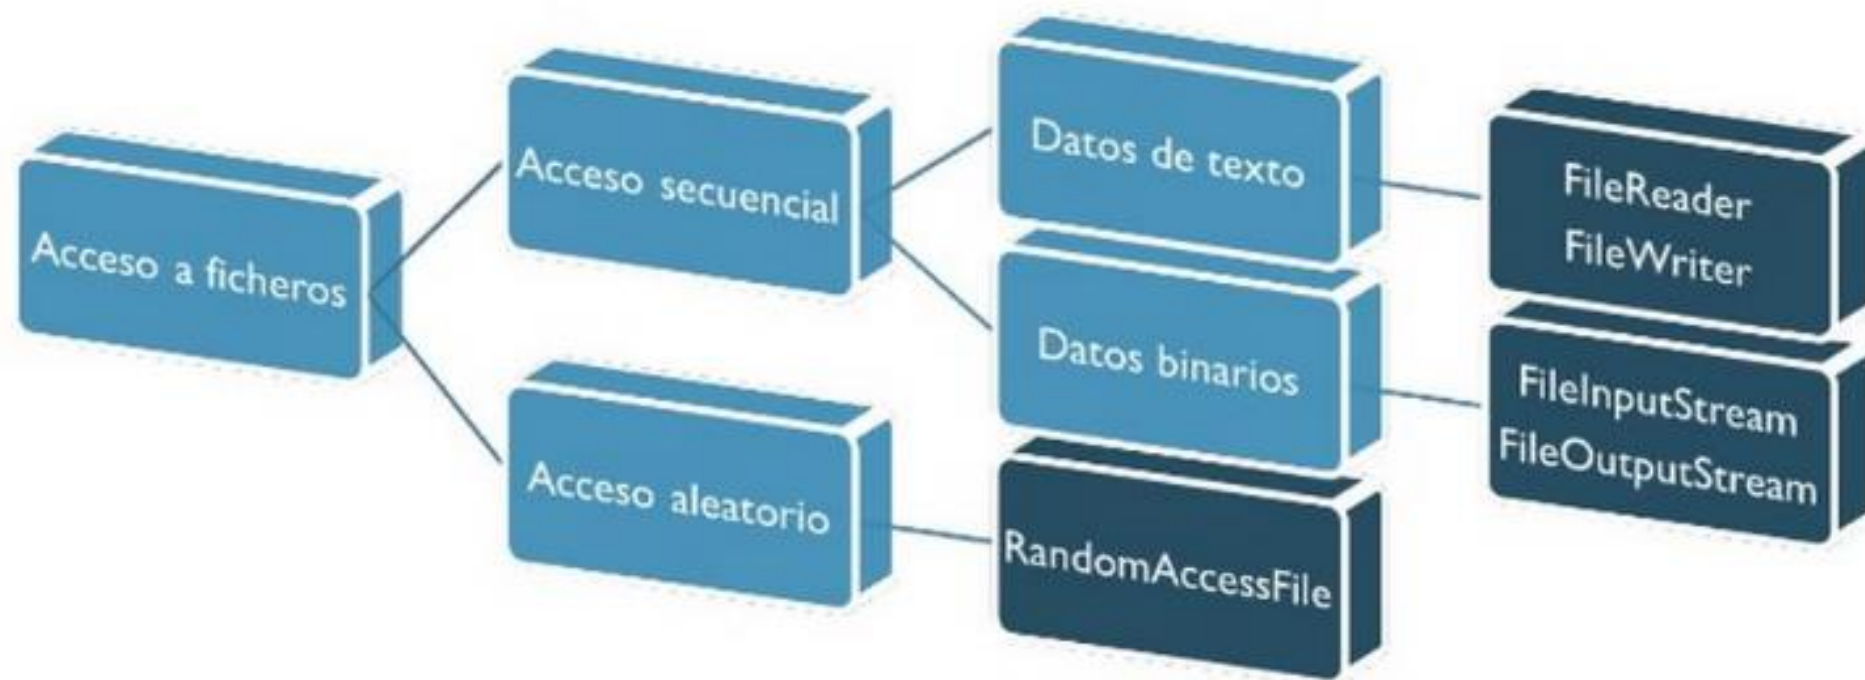 Acceso a ficheros
Acceso secuencial
Datos de texto
FileReader
FileWriter
Datos binarios
FileInputStream
FileOutputStream
Acceso aleatorio
RandomAccessFile